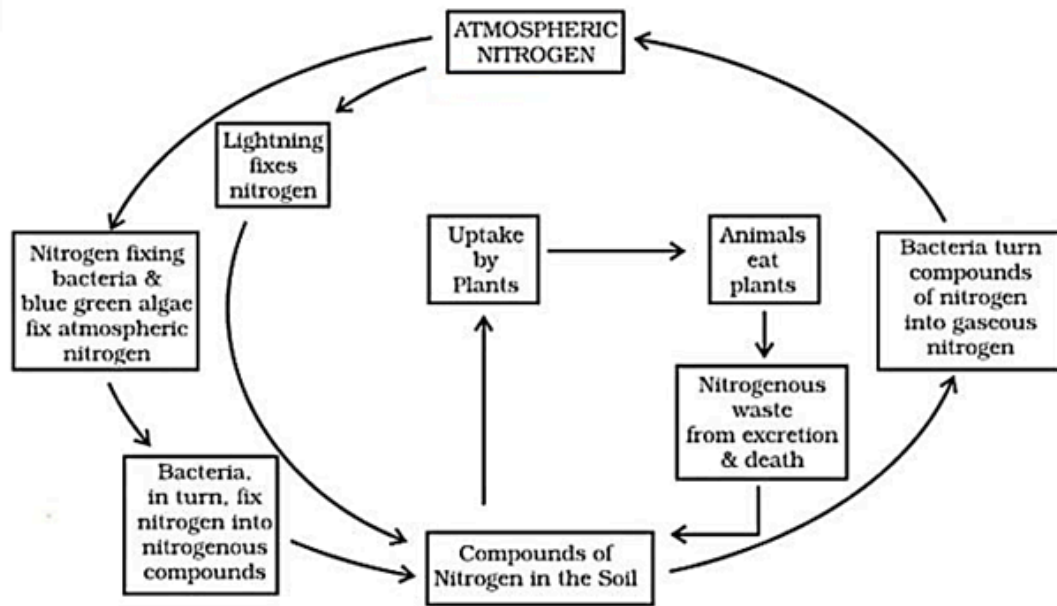 ATMOSPHERIC
NITROGEN
Lightning
fixes
nitrogen
Nitrogen fixing
bacteria &
blue green algae
fix atmospheric
nitrogen
Bacteria,
in turn, fix
nitrogen into
nitrogenous
compounds
Uptake
by
Plants
Animals
eat
plants
Nitrogenous
waste
from excretion
& death
Compounds of
Nitrogen in the Soil
Bacteria turn
compounds
of nitrogen
into gaseous
nitrogen